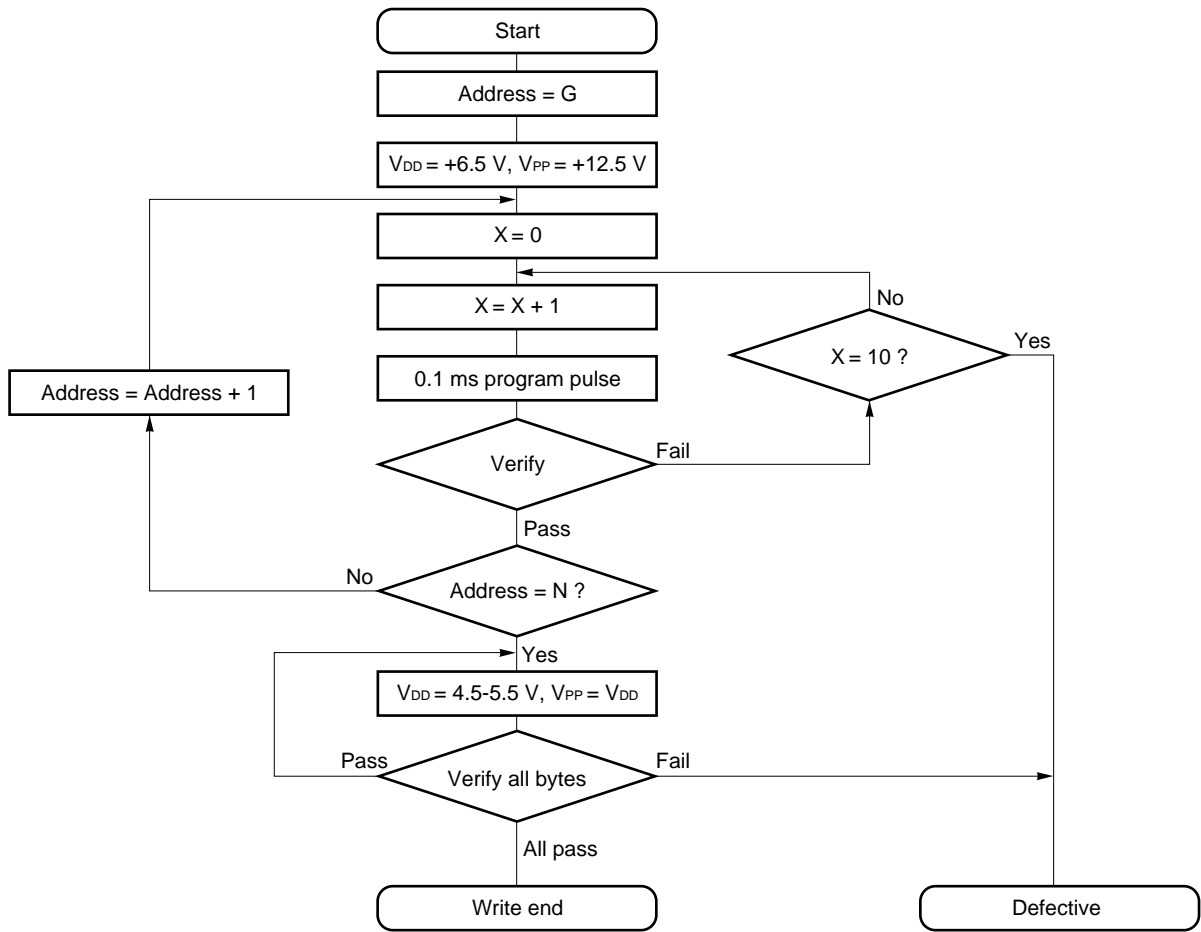 Start
Address = G
VDD = +6.5 V, VPP = +12.5 V
X = 0
X = X + 1
No
X = 10 ?
Yes
0.1 ms program pulse
Address = Address + 1
Verify
Fail
Pass
No
Address = N ?
Yes
VDD = 4.5-5.5 V, VPP = VDD
Pass
Verify all bytes
Fail
All pass
Write end
Defective